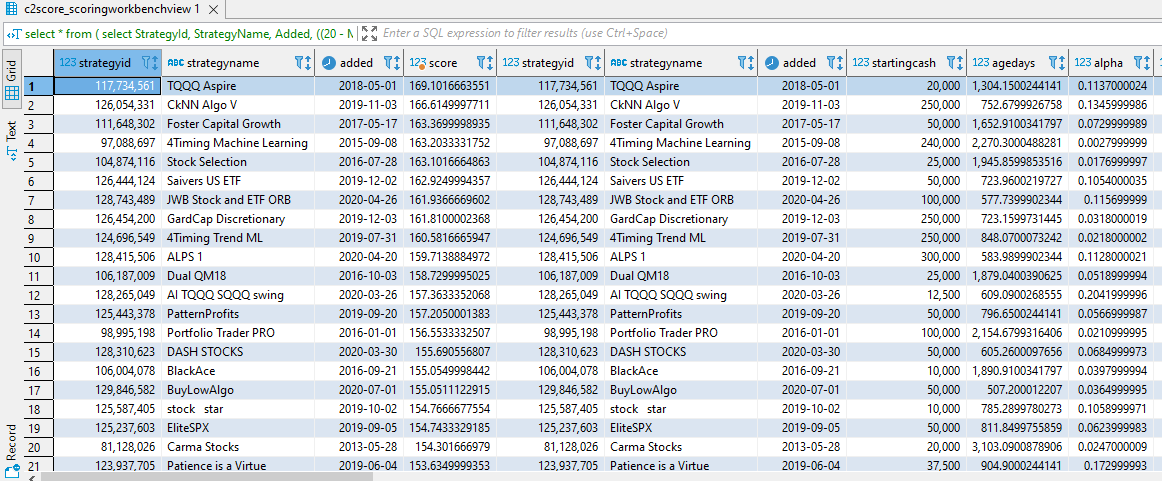 c2score_scoringworkbenchview 1
select * from ( select StrategyId, StrategyName, Added, ((20 - M Enter a SQL expression to filter results (use Ctrl+Space)
Grid
Text
Record
123 strategyid ABC strategyname added 123 score 123 strategyid ABC strategyname added 123 startingcash 123 agedays 123 alpha
1 117,734,561 TQQQ Aspire 2018-05-01 169.1016663551 117,734,561 TQQQ Aspire 2018-05-01 20,000 1,304.1500244141 0.1137000024
2 126,054,331 CkNN Algo V 2019-11-03 166.6149997711 126,054,331 CkNN Algo V 2019-11-03 250,000 752.6799926758 0.1345999986
3 111,648,302 Foster Capital Growth 2017-05-17 163.3699998935 111,648,302 Foster Capital Growth 2017-05-17 50,000 1,652.9100341797 0.0729999989
4 97,088,697 4Timing Machine Learning 2015-09-08 163.2033331752 97,088,697 4Timing Machine Learning 2015-09-08 240,000 2,270.3000488281 0.0027999999
5 104,874,116 Stock Selection 2016-07-28 163.1016664863 104,874,116 Stock Selection 2016-07-28 25,000 1,945.8599853516 0.0176999997
6 126,444,124 Saivers US ETF 2019-12-02 162.9249994357 126,444,124 Saivers US ETF 2019-12-02 50,000 723.9600219727 0.1054000035
7 128,743,489 JWB Stock and ETF ORB 2020-04-26 161.9366669602 128,743,489 JWB Stock and ETF ORB 2020-04-26 100,000 577.7399902344 0.115699999
8 126,454,200 GardCap Discretionary 2019-12-03 161.8100002368 126,454,200 GardCap Discretionary 2019-12-03 250,000 723.1599731445 0.0318000019
9 124,696,549 4Timing Trend ML 2019-07-31 160.5816665947 124,696,549 4Timing Trend ML 2019-07-31 250,000 848.0700073242 0.0218000002
10 128,415,506 ALPS 1 2020-04-20 159.7138884972 128,415,506 ALPS 1 2020-04-20 300,000 583.9899902344 0.1128000021
11 106,187,009 Dual QM18 2016-10-03 158.7299995025 106,187,009 Dual QM18 2016-10-03 25,000 1,879.0400390625 0.0518999994
12 128,265,049 AI TQQQ SQQQ swing 2020-03-26 157.3633352068 128,265,049 AI TQQQ SQQQ swing 2020-03-26 12,500 609.0900268555 0.2041999996
13 125,443,378 PatternProfits 2019-09-20 157.2050001383 125,443,378 PatternProfits 2019-09-20 50,000 796.6500244141 0.0566999987
14 98,995,198 Portfolio Trader PRO 2016-01-01 156.5533332507 98,995,198 Portfolio Trader PRO 2016-01-01 100,000 2,154.6799316406 0.0210999995
15 128,310,623 DASH STOCKS 2020-03-30 155.690556807 128,310,623 DASH STOCKS 2020-03-30 50,000 605.2600097656 0.0684999973
16 106,004,078 BlackAce 2016-09-21 155.0549998442 106,004,078 BlackAce 2016-09-21 10,000 1,890.9100341797 0.0397999994
17 129,846,582 BuyLowAlgo 2020-07-01 155.0511122915 129,846,582 BuyLowAlgo 2020-07-01 50,000 507.200012207 0.0364999995
18 125,587,405 stock star 2019-10-02 154.7666677554 125,587,405 stock star 2019-10-02 10,000 785.2899780273 0.1058999971
19 125,237,603 EliteSPX 2019-09-05 154.7433329185 125,237,603 EliteSPX 2019-09-05 50,000 811.8499755859 0.0623999983
20 81,128,026 Carma Stocks 2013-05-28 154.301666979 81,128,026 Carma Stocks 2013-05-28 20,000 3,103.0900878906 0.0247000009
21 123,937,705 Patience is a Virtue 2019-06-04 153.6349999353 123,937,705 Patience is a Virtue 2019-06-04 37,500 904.9000244141 0.172999993